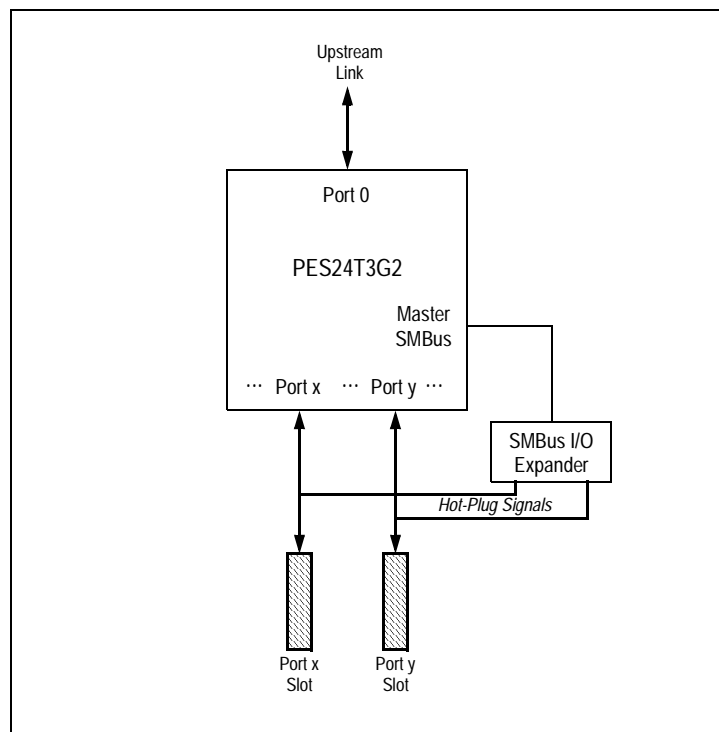 Upstream
Link
Port 0
PES24T3G2
Master
SMBus
··· Port x ··· Port y ···
SMBus I/O
Expander
Hot-Plug Signals
Port x
Slot
Port y
Slot